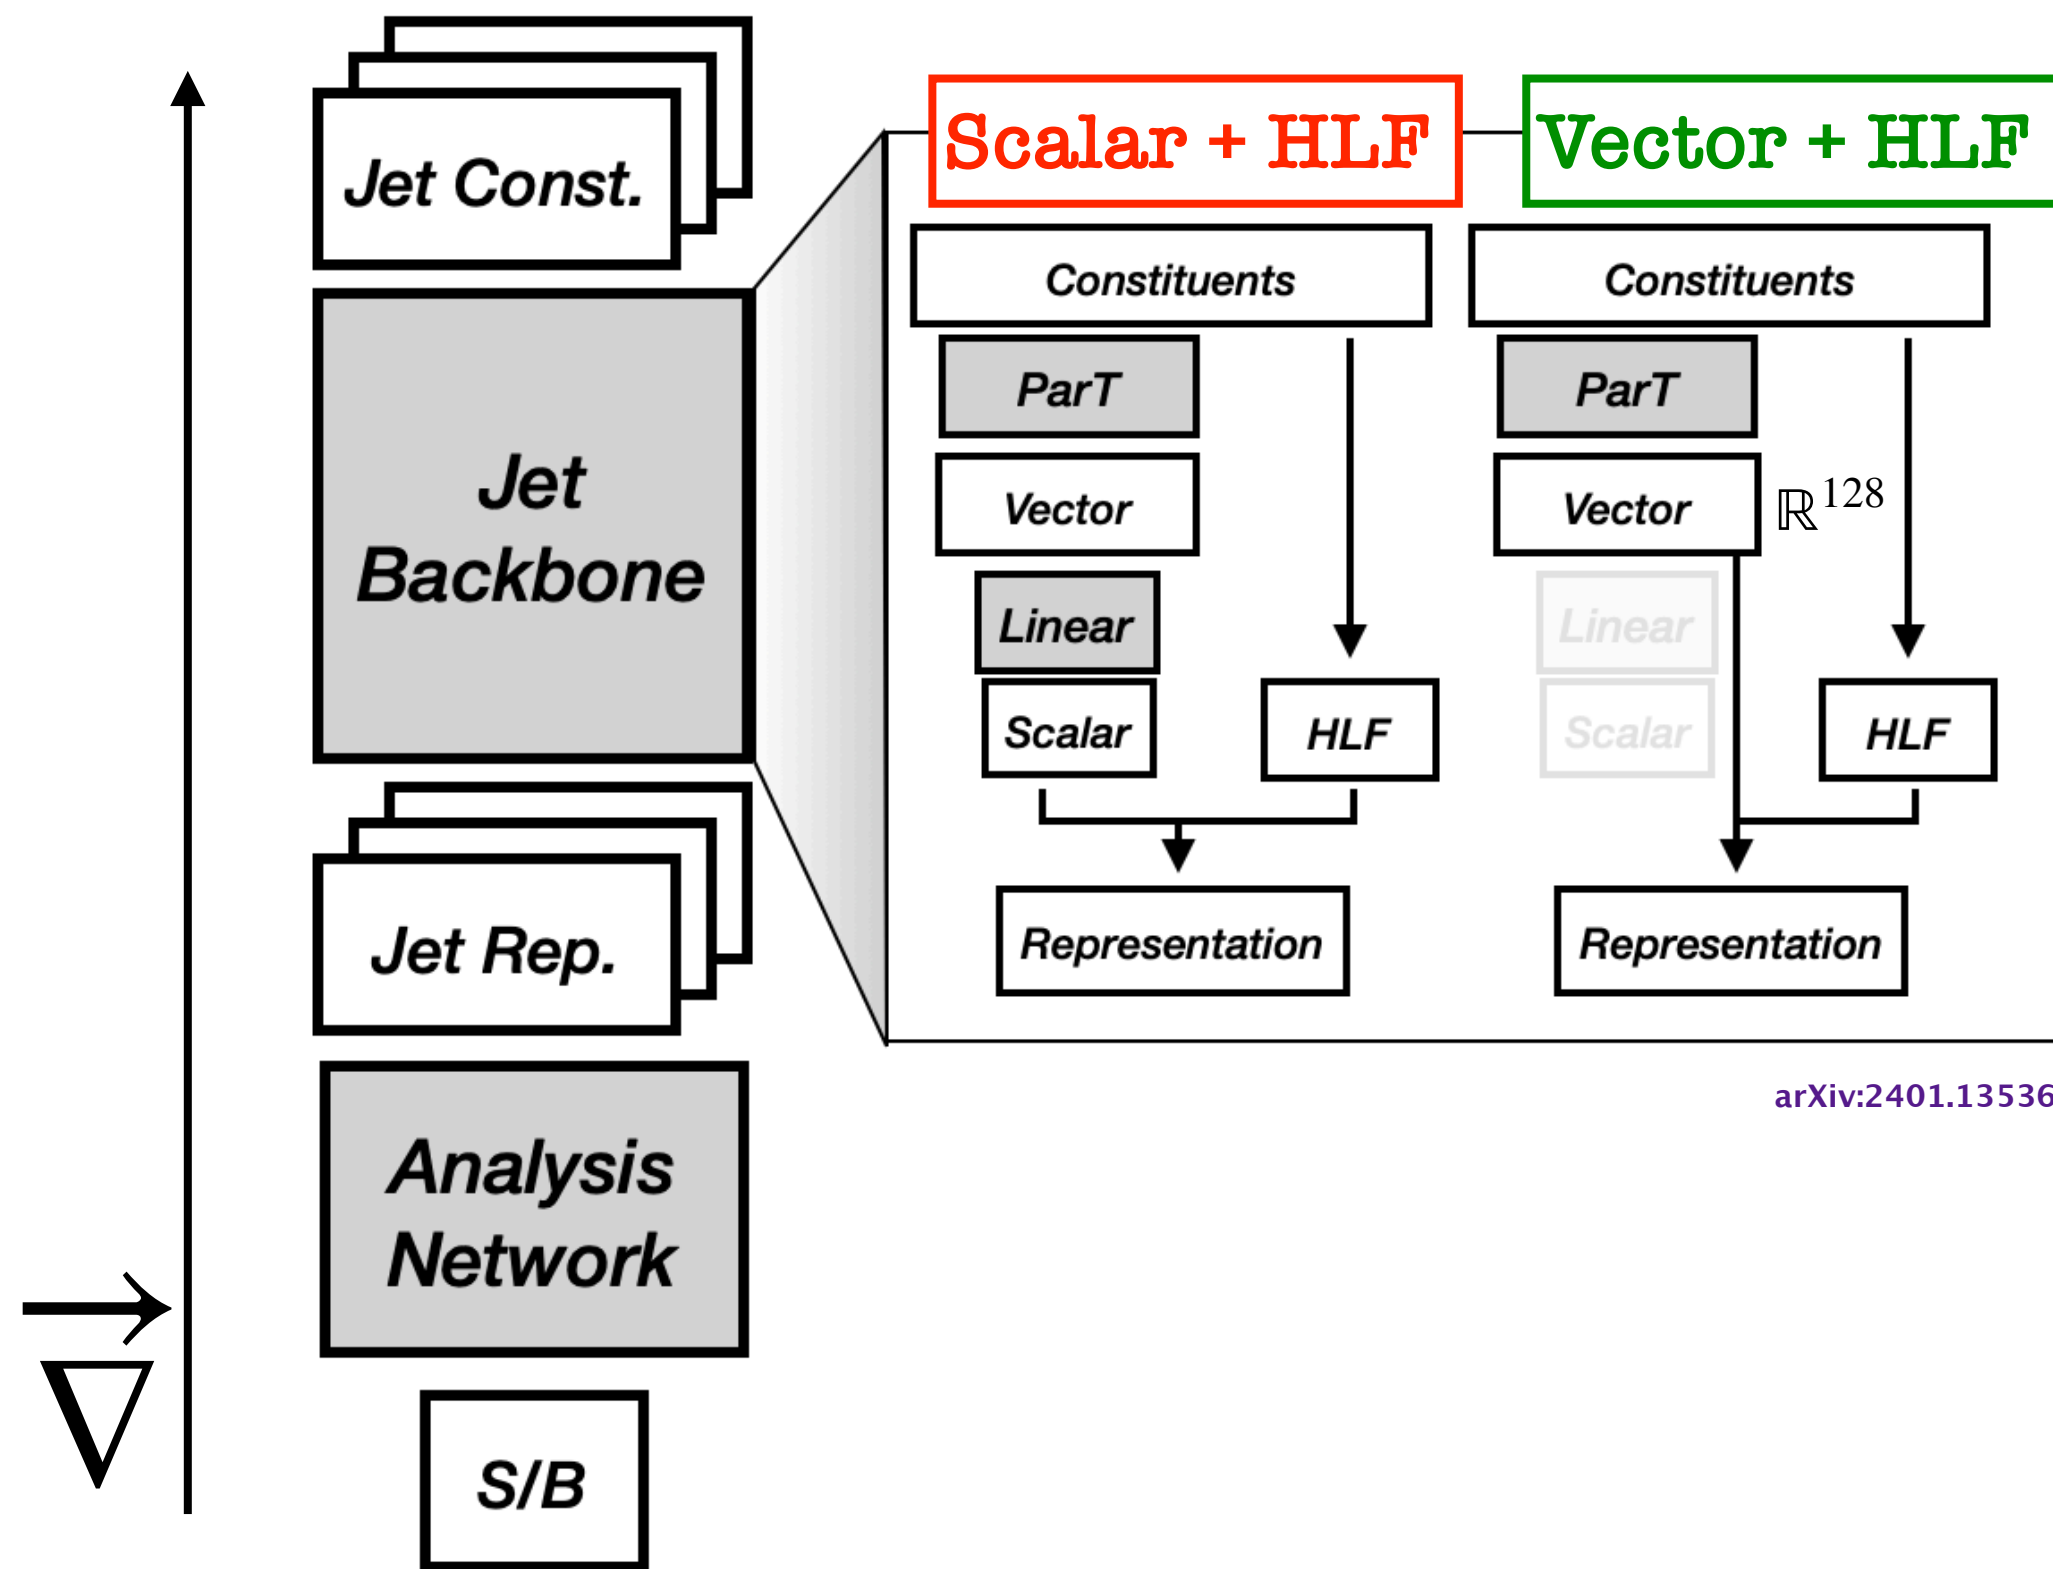 Jet Const.
Jet
Backbone
Jet Rep.
Analysis
Network
S/B
→
∇
Scalar + HLF
Constituents
ParT
Vector
Linear
Scalar
HLF
Representation
Vector + HLF
Constituents
ParT
Vector
ℝ¹²⁸
Linear
Scalar
HLF
Representation
arXiv:2401.13536